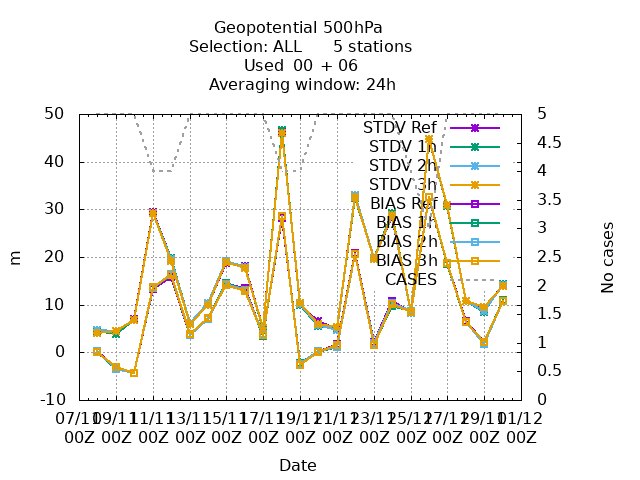 Geopotential 500hPa
Selection: ALL 5 stations
Used 00 + 06
Averaging window: 24h
50
40
30
20
10
0
-10
m
5
4.5
4
3.5
3
2.5
2
1.5
1
0.5
0
No cases
STDV Ref
STDV 1h
STDV 2h
STDV 3h
BIAS Ref
BIAS 1h
BIAS 2h
BIAS 3h
CASES
07/11 09/11 11/11 13/11 15/11 17/11 19/11 21/11 23/11 25/11 27/11 29/11 01/12
00Z 00Z 00Z 00Z 00Z 00Z 00Z 00Z 00Z 00Z 00Z 00Z 00Z
Date